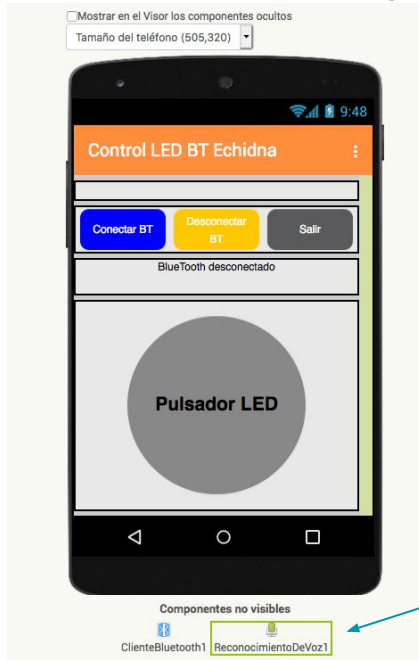 Mostrar en el Visor los componentes ocultos
Tamaño del teléfono (505,320)
9:48
Control LED BT Echidna
Conectar BT
Desconectar
BT
Salir
BlueTooth desconectado
Pulsador LED
Componentes no visibles
ClienteBluetooth1 ReconocimientoDeVoz1